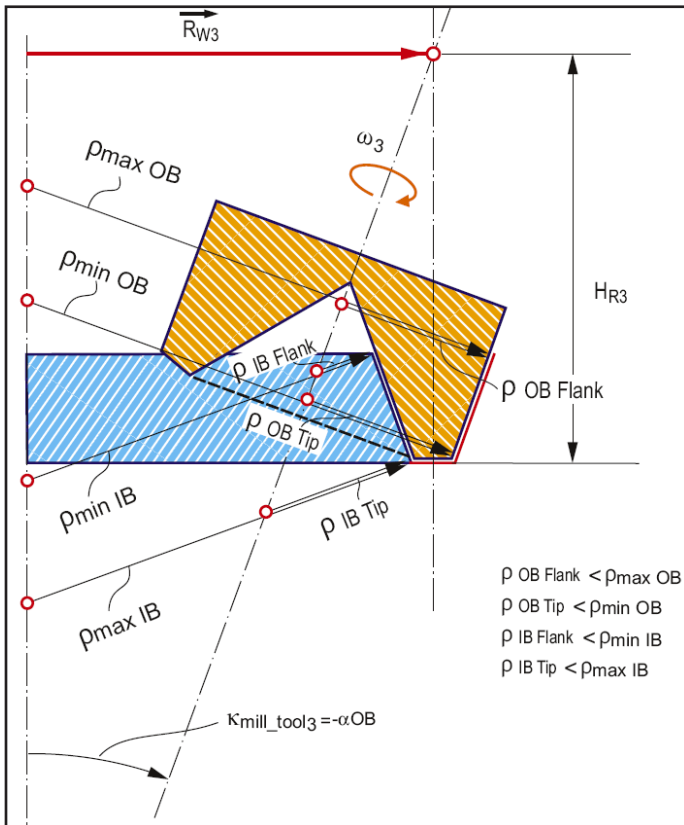 R W3
ω3
ρmax OB
ρmin OB
HR3
ρ IB Flank
ρ OB Flank
ρ OB Tip
ρmin IB
ρ IB Tip
ρmax IB
ρ OB Flank < ρmax OB
ρ OB Tip < ρmin OB
ρ IB Flank < ρmin IB
ρ IB Tip < ρmax IB
κmill_tool3 =-αOB